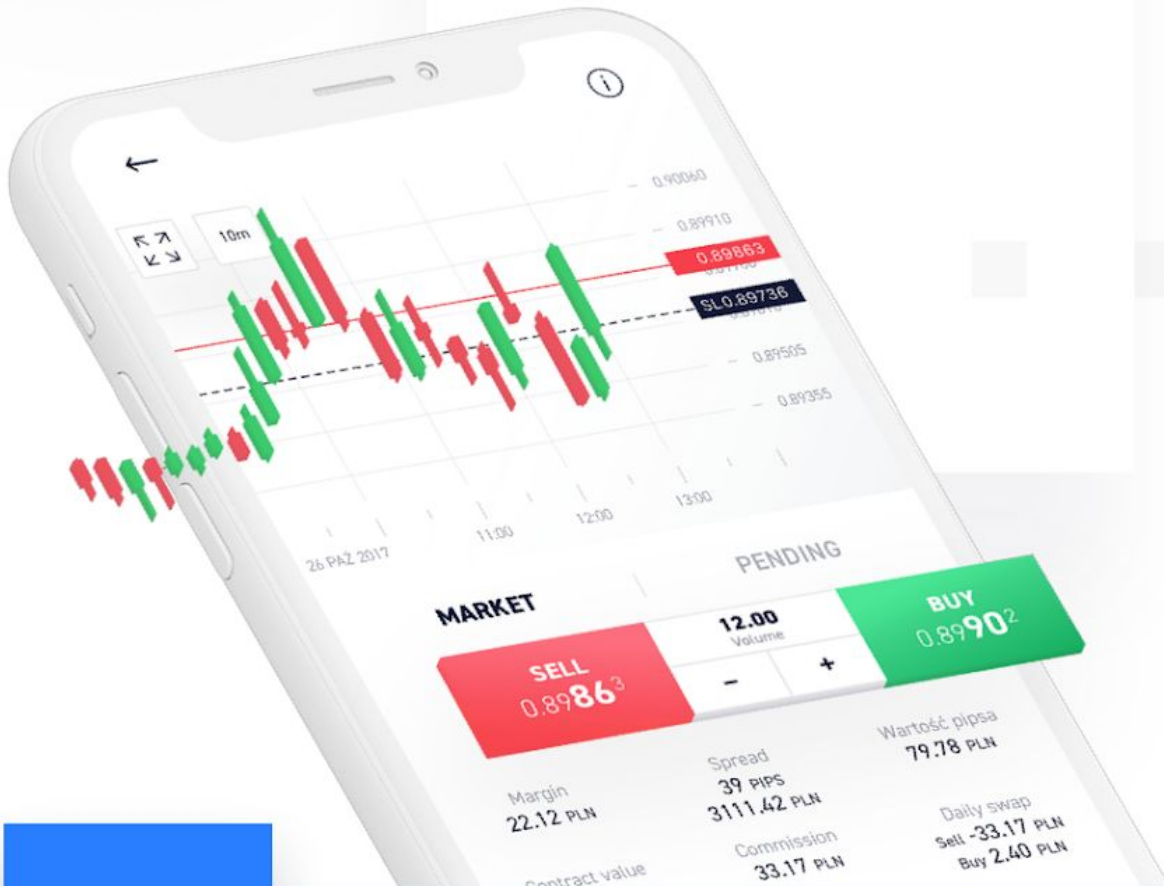 10m
0.90060
0.89910
0.89863
SL0.89736
0.89505
0.89355
26 PAŹ 2017
11:00
12:00
13:00
MARKET
PENDING
SELL
0.8986³
12.00
Volume
-
+
BUY
0.8990²
Margin
22.12 PLN
Spread
39 PIPS
3111.42 PLN
Wartość pipsa
79.78 PLN
Contract value
Commission
33.17 PLN
Daily swap
Sell -33.17 PLN
Buy 2.40 PLN